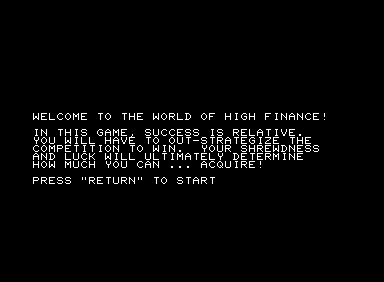 WELCOME TO THE WORLD OF HIGH FINANCE!
IN THIS GAME, SUCCESS IS RELATIVE.
YOU WILL HAVE TO OUT-STRATEGIZE THE
COMPETITION TO WIN.  YOUR SHREWDNESS
AND LUCK WILL ULTIMATELY DETERMINE
HOW MUCH YOU CAN ... ACQUIRE!
PRESS "RETURN" TO START